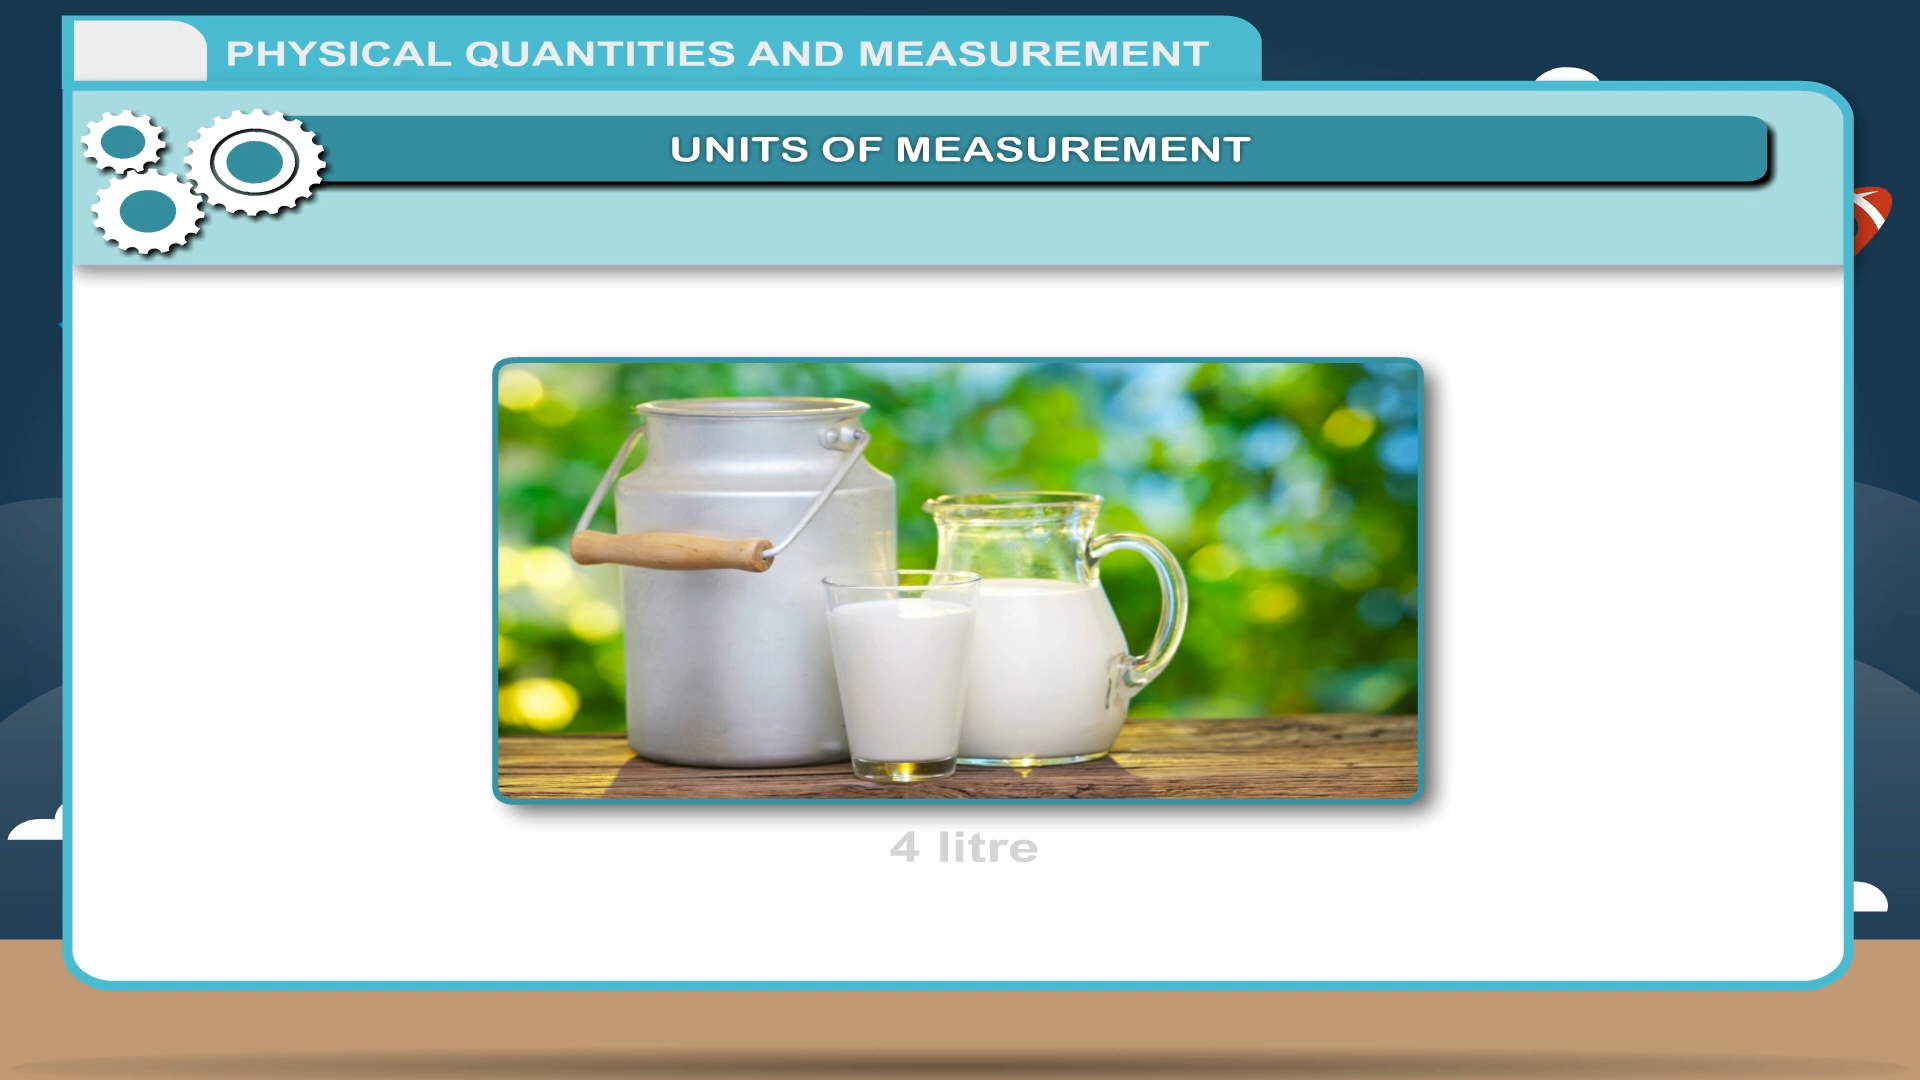 PHYSICAL QUANTITIES AND MEASUREMENT
UNITS OF MEASUREMENT
4 litre